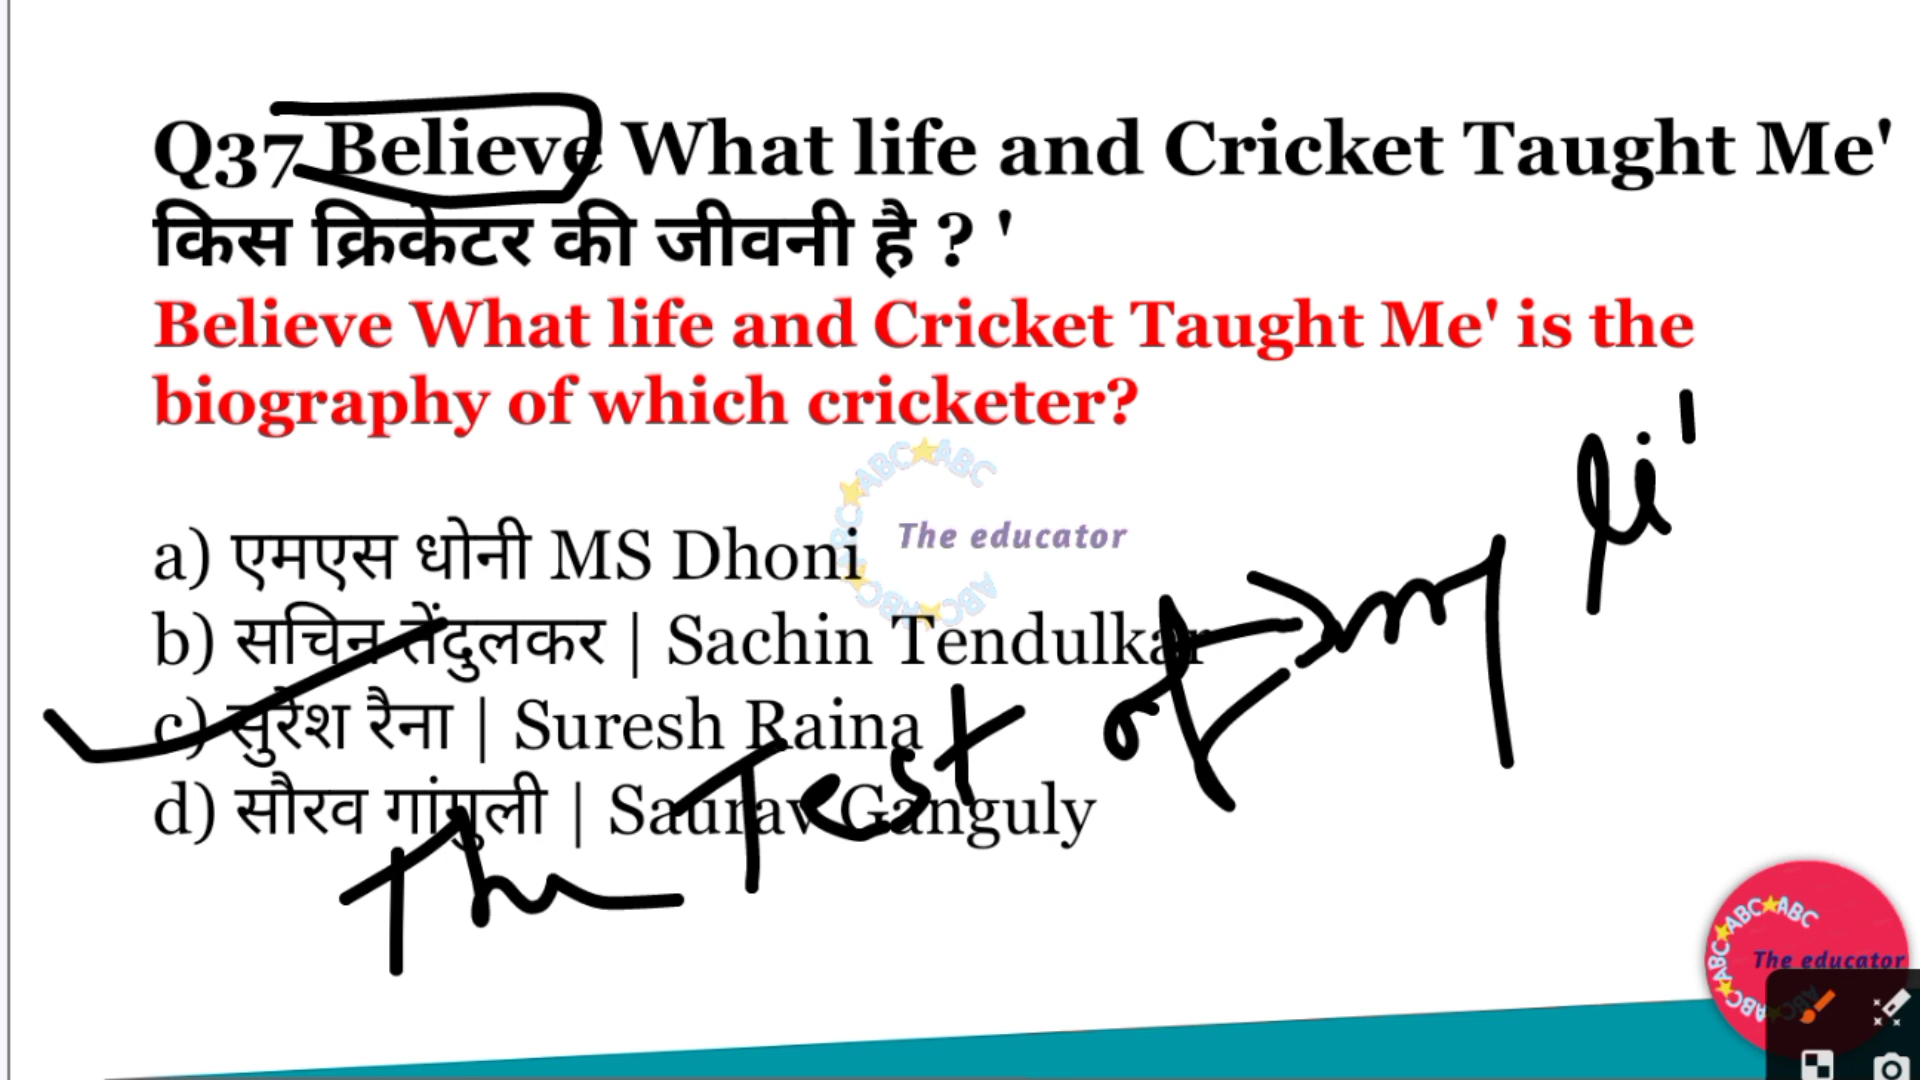 Q37 Believe What life and Cricket Taught Me'
किस क्रिकेटर की जीवनी है ? '
Believe What life and Cricket Taught Me' is the
biography of which cricketer?
ABC★ABC
The educator
a) एमएस धोनी MS Dhoni
b) सचिन तेंदुलकर | Sachin Tendulkar
c) सुरेश रैना | Suresh Raina
d) सौरव गांगुली | Saurav Ganguly
The Test of my li'
ABC★ABC
The educator